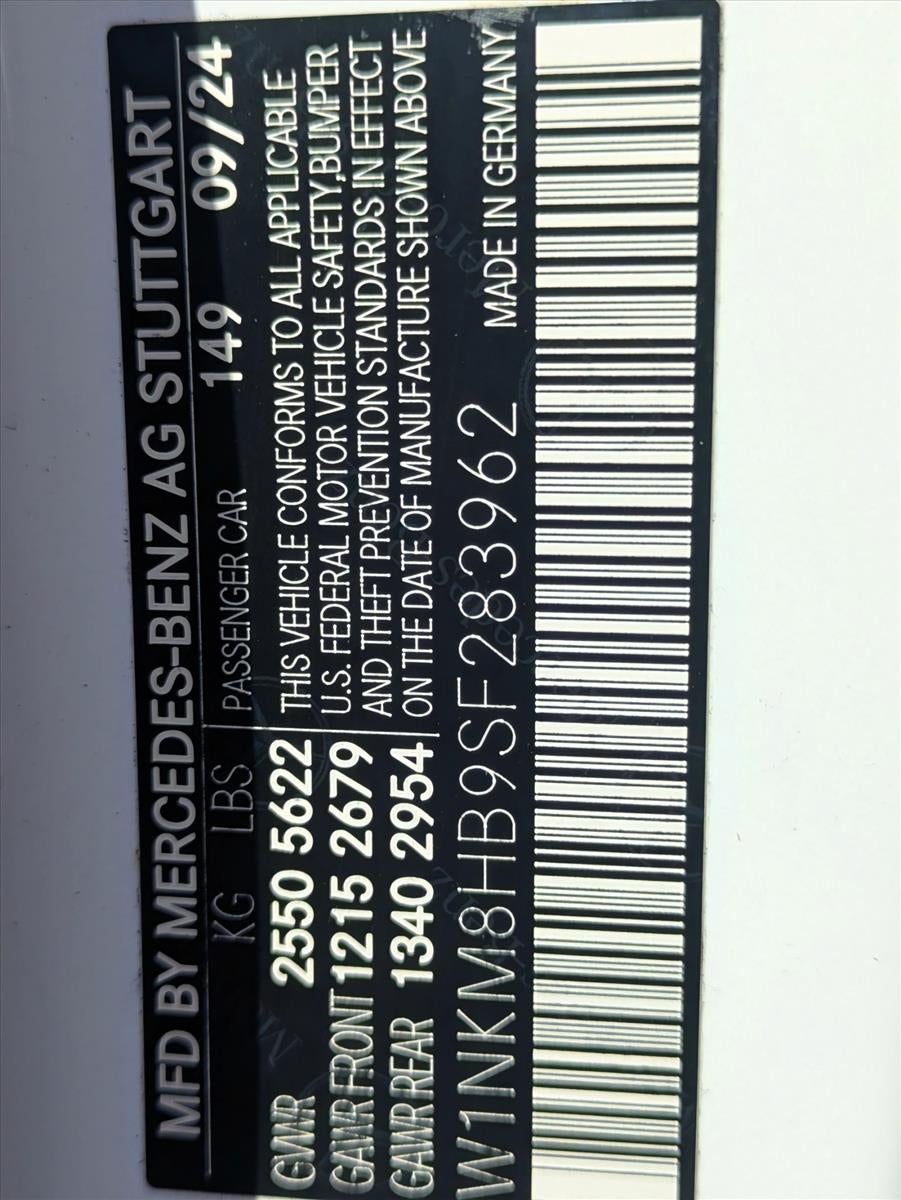 MFD BY MERCEDES-BENZ AG STUTTGART
KG LBS PASSENGER CAR 149 09/24
GVWR 2550 5622 THIS VEHICLE CONFORMS TO ALL APPLICABLE
GAWR FRONT 1215 2679 U.S. FEDERAL MOTOR VEHICLE SAFETY,BUMPER
AND THEFT PREVENTION STANDARDS IN EFFECT
GAWR REAR 1340 2954 ON THE DATE OF MANUFACTURE SHOWN ABOVE
W1NKM8HB9SF283962 MADE IN GERMANY